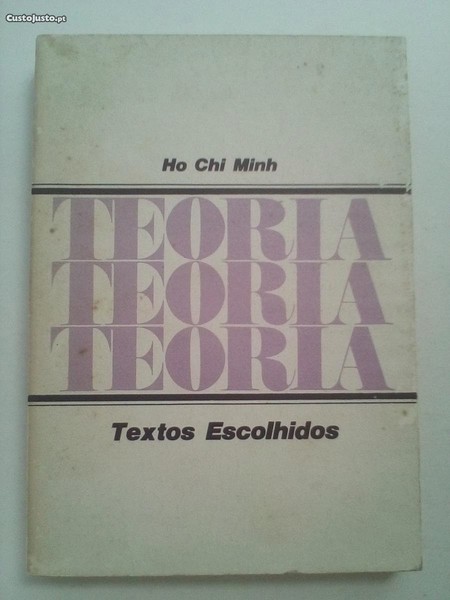 CustoJusto.pt
Ho Chi Minh
TEORIA
TEORIA
TEORIA
Textos Escolhidos